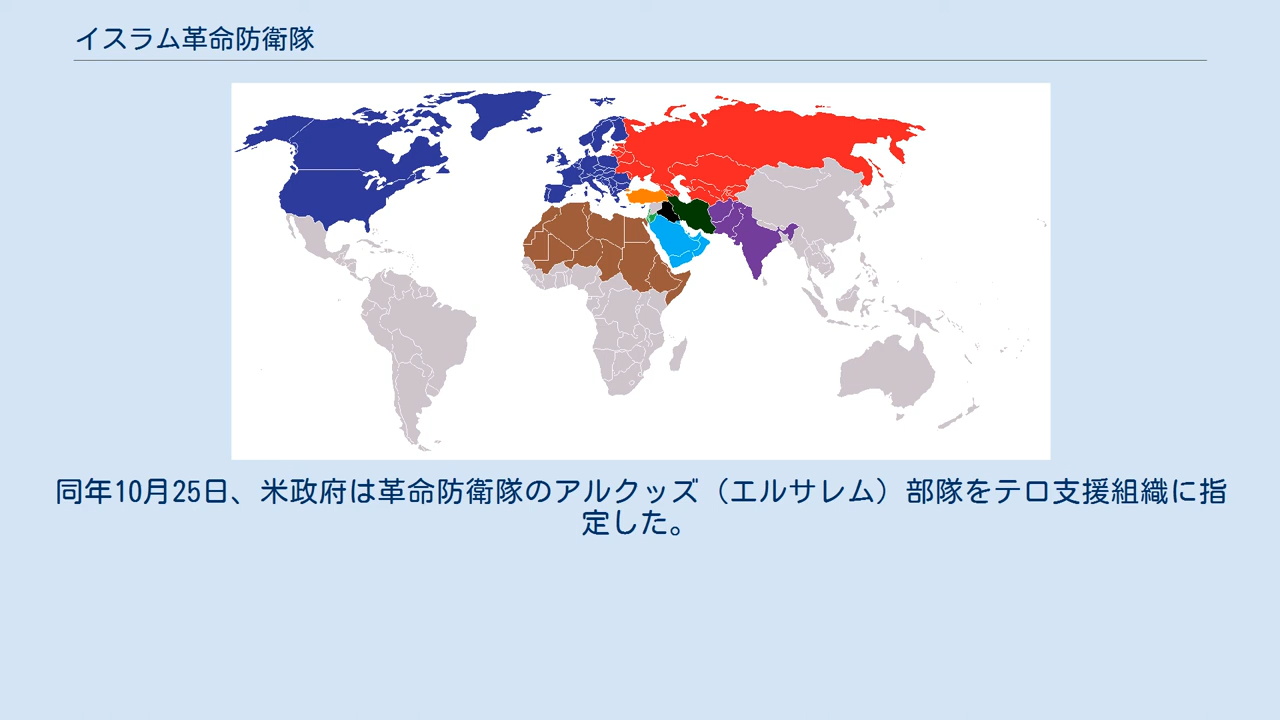 イスラム革命防衛隊
同年10月25日、米政府は革命防衛隊のアルクッズ（エルサレム）部隊をテロ支援組織に指
定した。